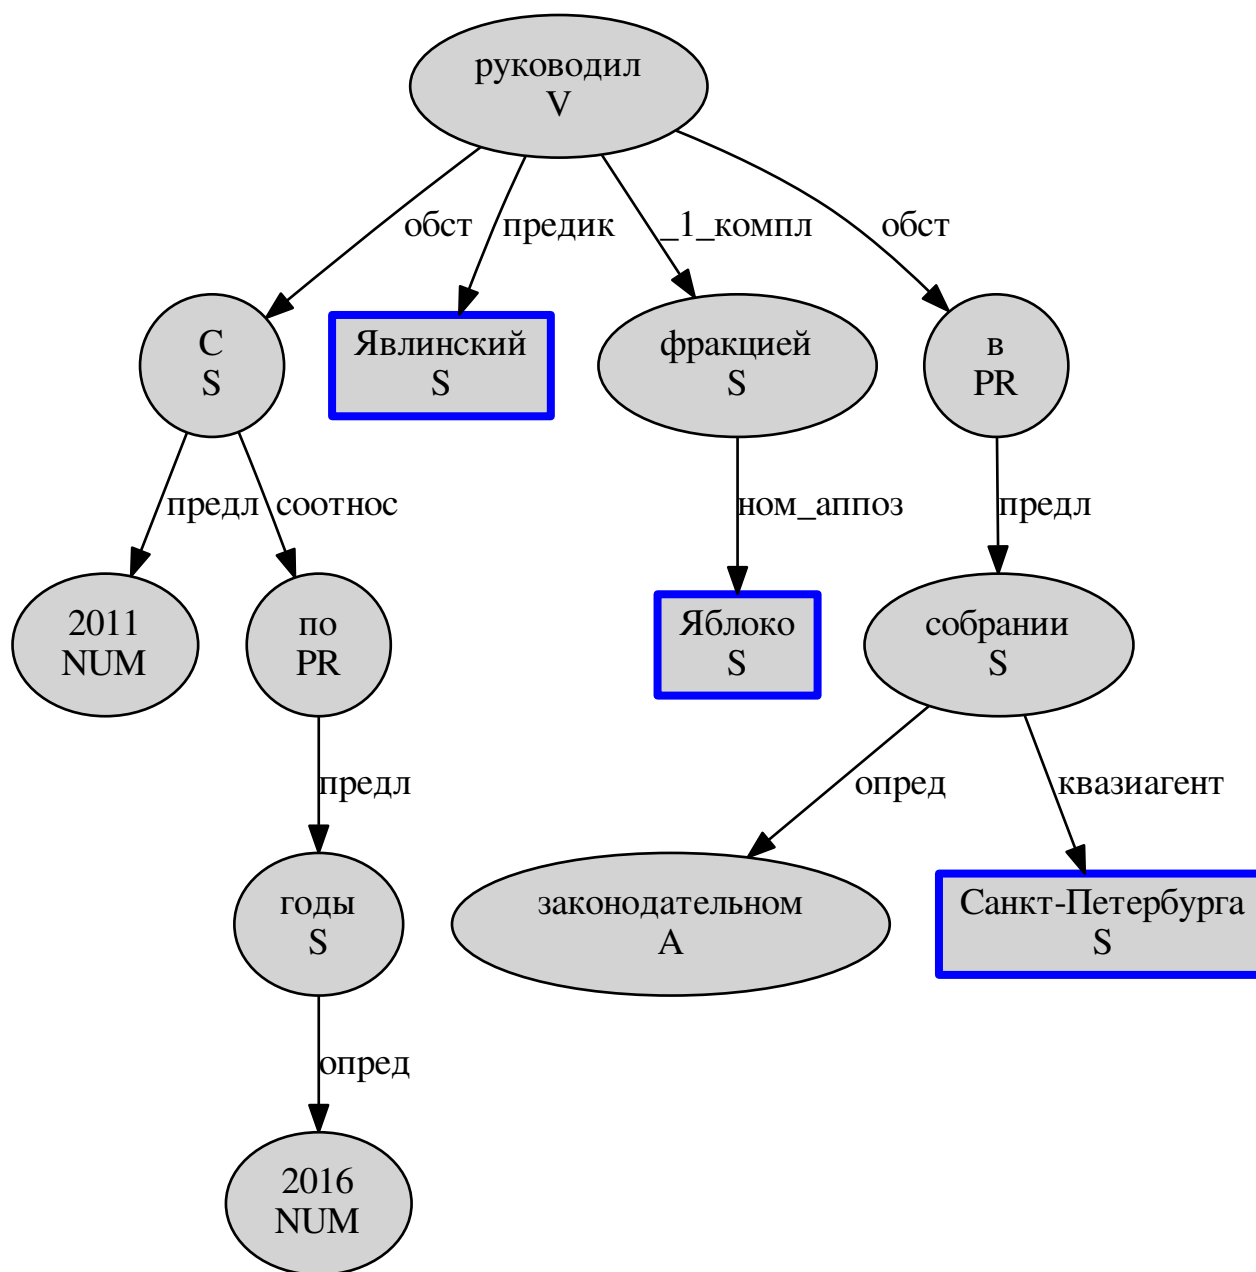 руководил
V
обст
предик
_1_компл
обст
С
S
Явлинский
S
фракцией
S
в
PR
предл
соотнос
ном_аппоз
предл
2011
NUM
по
PR
Яблоко
S
собрании
S
предл
опред
квазиагент
годы
S
законодательном
A
Санкт-Петербурга
S
опред
2016
NUM